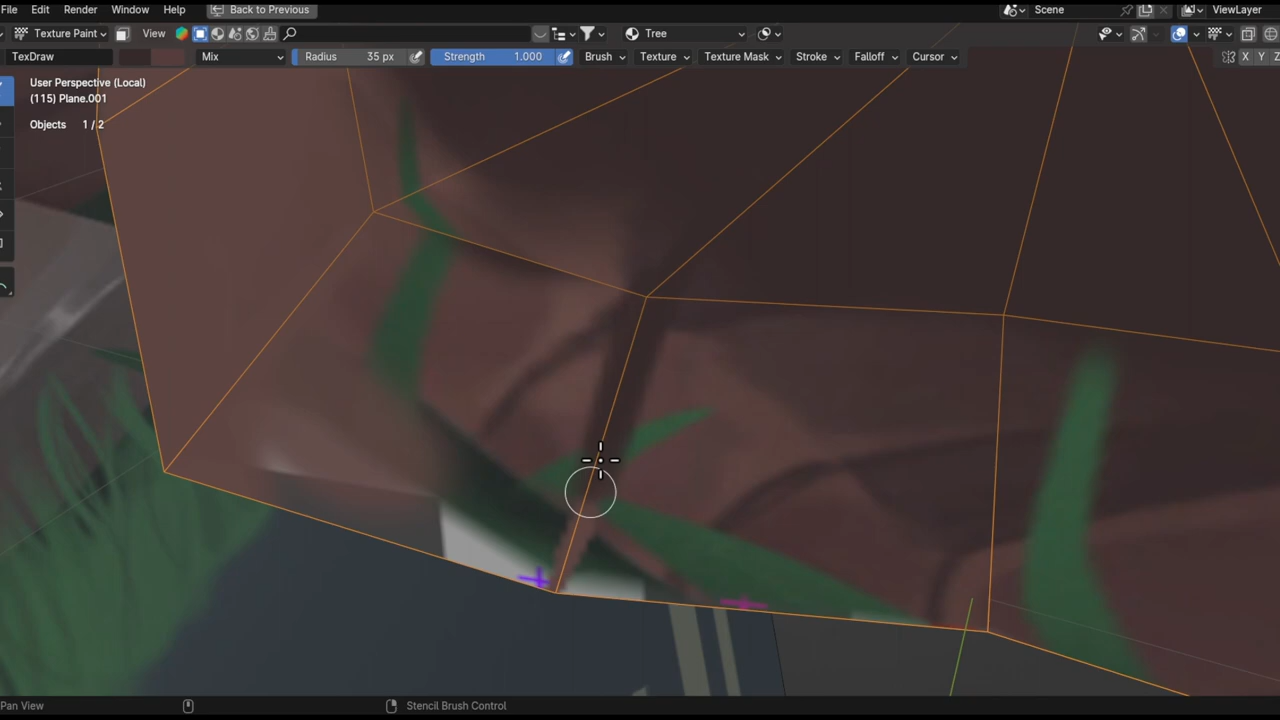 File Edit Render Window Help Back to Previous Scene ViewLayer
Texture Paint View Tree
TexDraw Mix Radius 35 px Strength 1.000 Brush Texture Texture Mask Stroke Falloff Cursor X Y Z
User Perspective (Local)
(115) Plane.001
Objects 1/2
Pan View Stencil Brush Control